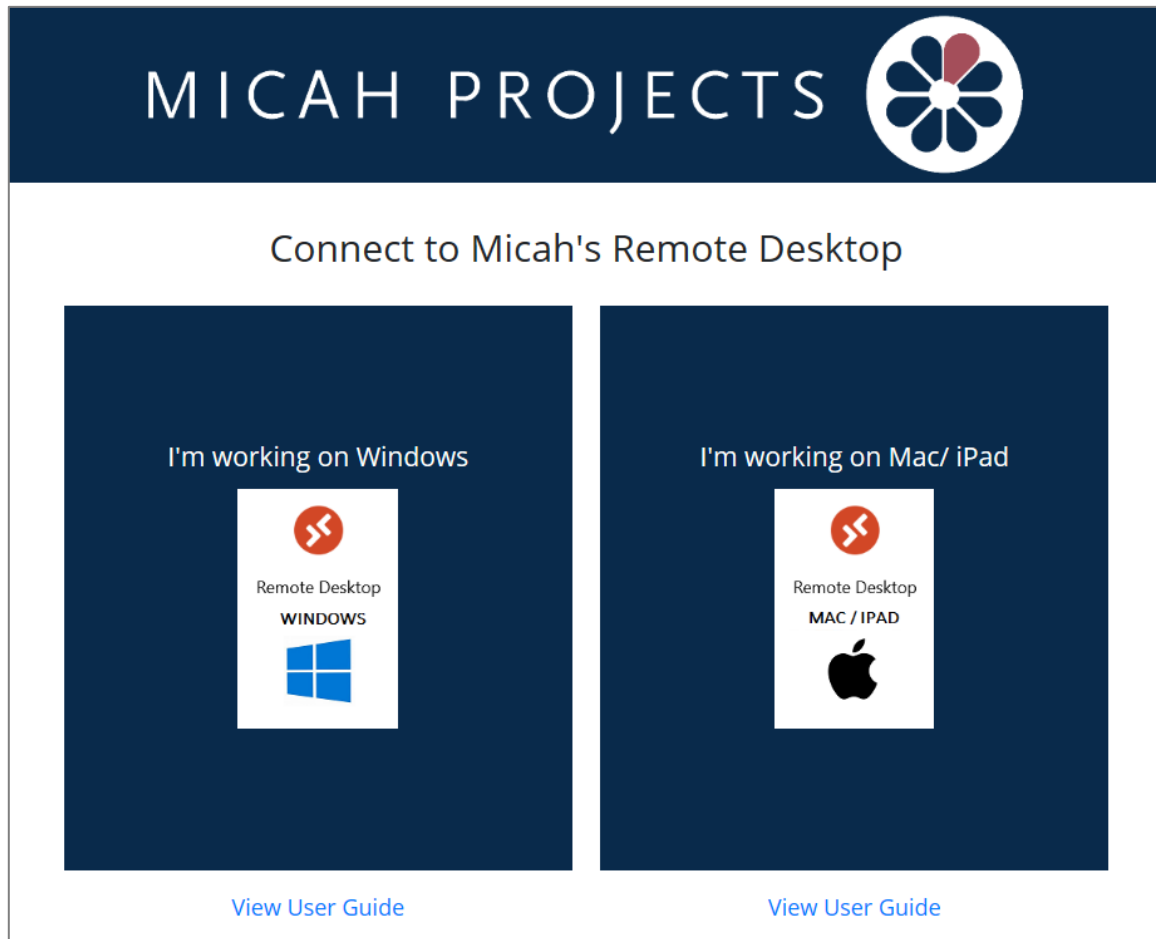 MICAH PROJECTS
Connect to Micah's Remote Desktop
I'm working on Windows
Remote Desktop
WINDOWS
I'm working on Mac/ iPad
Remote Desktop
MAC / IPAD
View User Guide
View User Guide